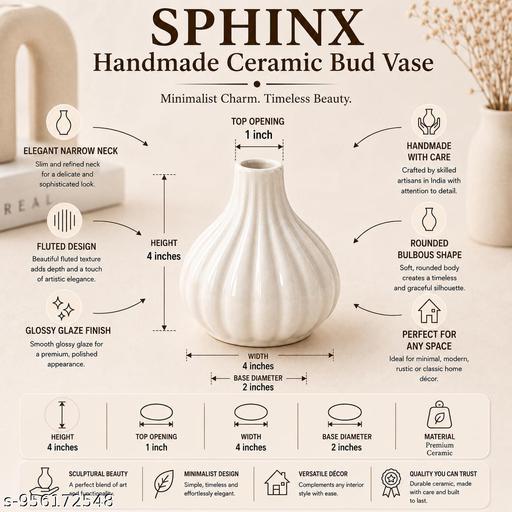 SPHINX
Handmade Ceramic Bud Vase
Minimalist Charm. Timeless Beauty.
TOP OPENING
1 inch
ELEGANT NARROW NECK
Slim and refined neck
for a delicate and
sophisticated look.
HANDMADE
WITH CARE
Crafted by skilled
artisans in India with
attention to detail.
REAL
FLUTED DESIGN
Beautiful fluted texture
adds depth and a touch
of artistic elegance.
HEIGHT
4 inches
ROUNDED
BULBOUS SHAPE
Soft, rounded body
creates a timeless
and graceful silhouette.
GLOSSY GLAZE FINISH
Smooth glossy glaze for
a premium, polished
appearance.
PERFECT FOR
ANY SPACE
Ideal for minimal, modern,
rustic or classic home
décor.
WIDTH
4 inches
BASE DIAMETER
2 inches
HEIGHT
4 inches
TOP OPENING
1 inch
WIDTH
4 inches
BASE DIAMETER
2 inches
MATERIAL
Premium
Ceramic
SCULPTURAL BEAUTY
A perfect blend of art
and functionality.
MINIMALIST DESIGN
Simple, timeless and
effortlessly elegant.
VERSATILE DÉCOR
Complements any interior
style with ease.
QUALITY YOU CAN TRUST
Durable ceramic, made
with care and built
to last.
s-956172548